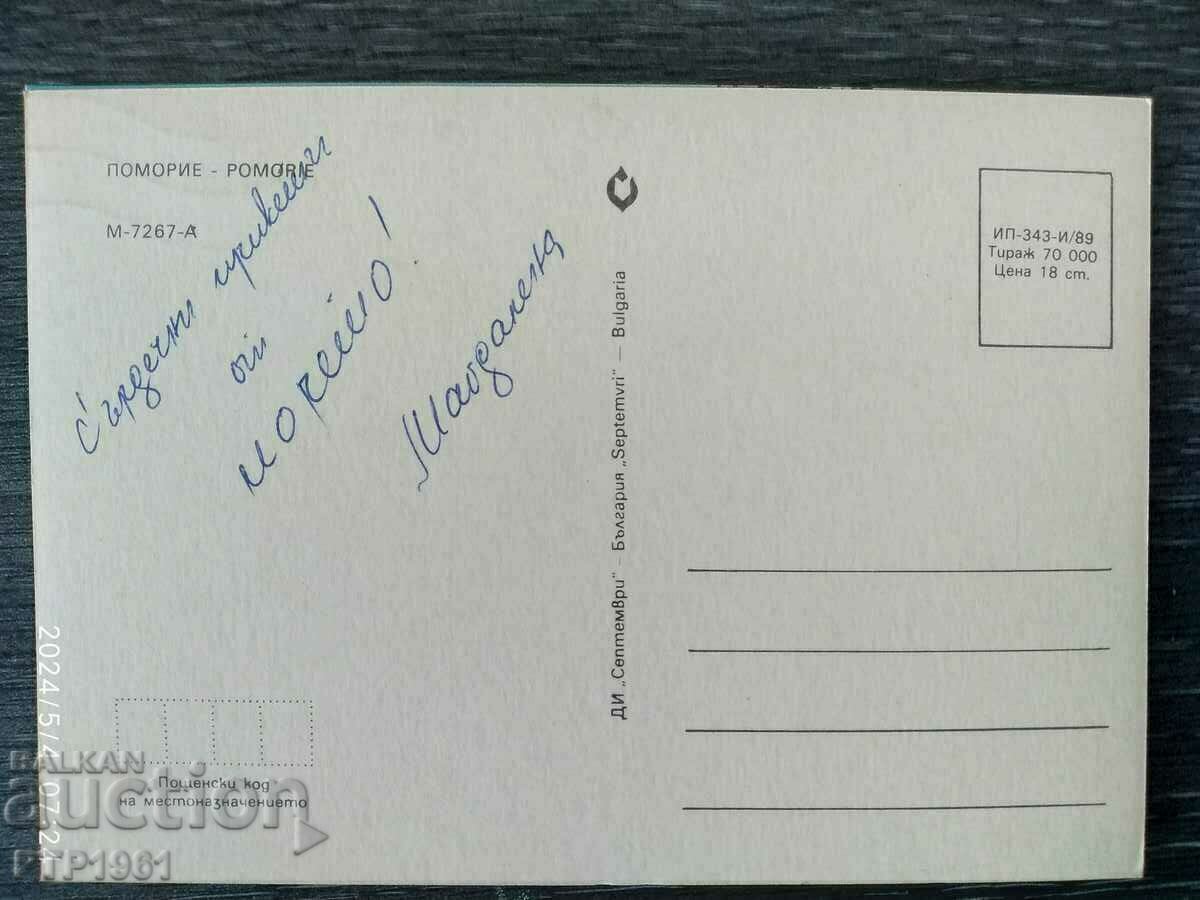 ПОМОРИЕ - POMORIE
М-7267-А
Сърдечни
от
морето!
Магдалена
ДИ „Септември" — България „Septemvri" — Bulgaria
ИП-343-И/89
Тираж 70 000
Цена 18 ст.
Пощенски код
на местоназначението
2024/5/4 07:24
BALKAN
auction
PTP1961